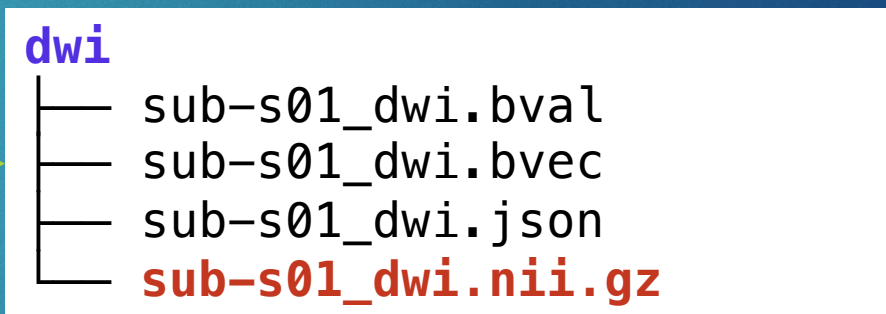 dwi
├── sub-s01_dwi.bval
├── sub-s01_dwi.bvec
├── sub-s01_dwi.json
└── sub-s01_dwi.nii.gz